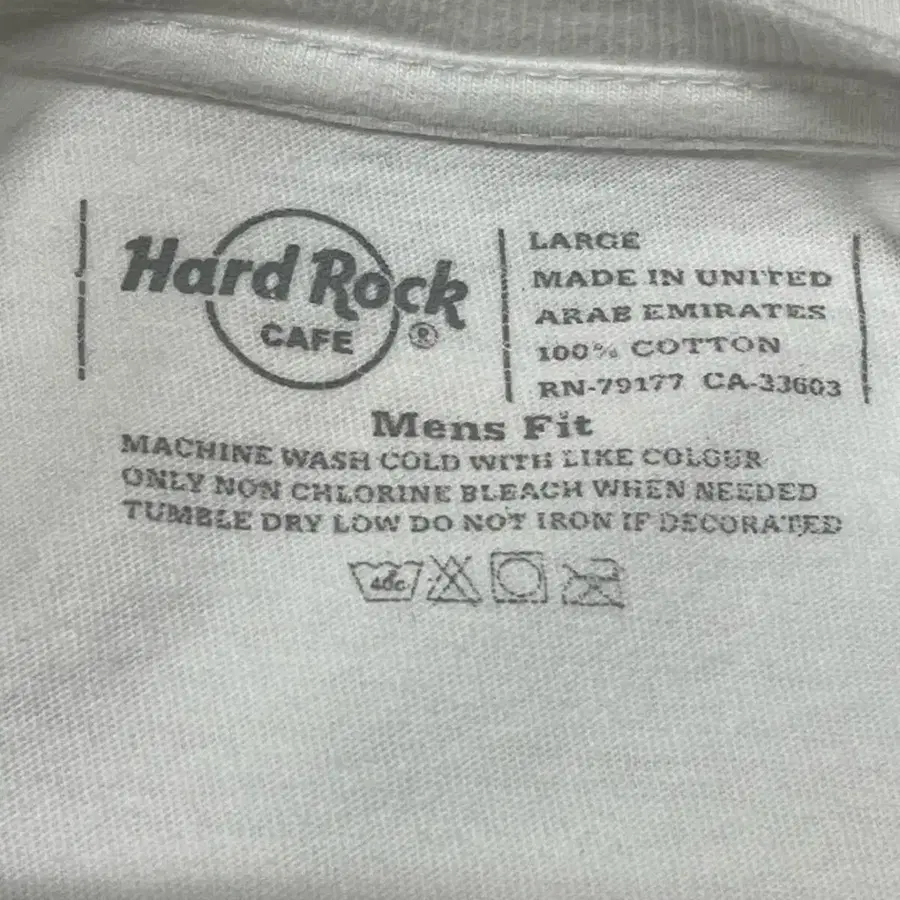 Hard Rock
CAFE
®
LARGE
MADE IN UNITED
ARAB EMIRATES
100% COTTON
RN-79177 CA-33603
Mens Fit
MACHINE WASH COLD WITH LIKE COLOUR
ONLY NON CHLORINE BLEACH WHEN NEEDED
TUMBLE DRY LOW DO NOT IRON IF DECORATED